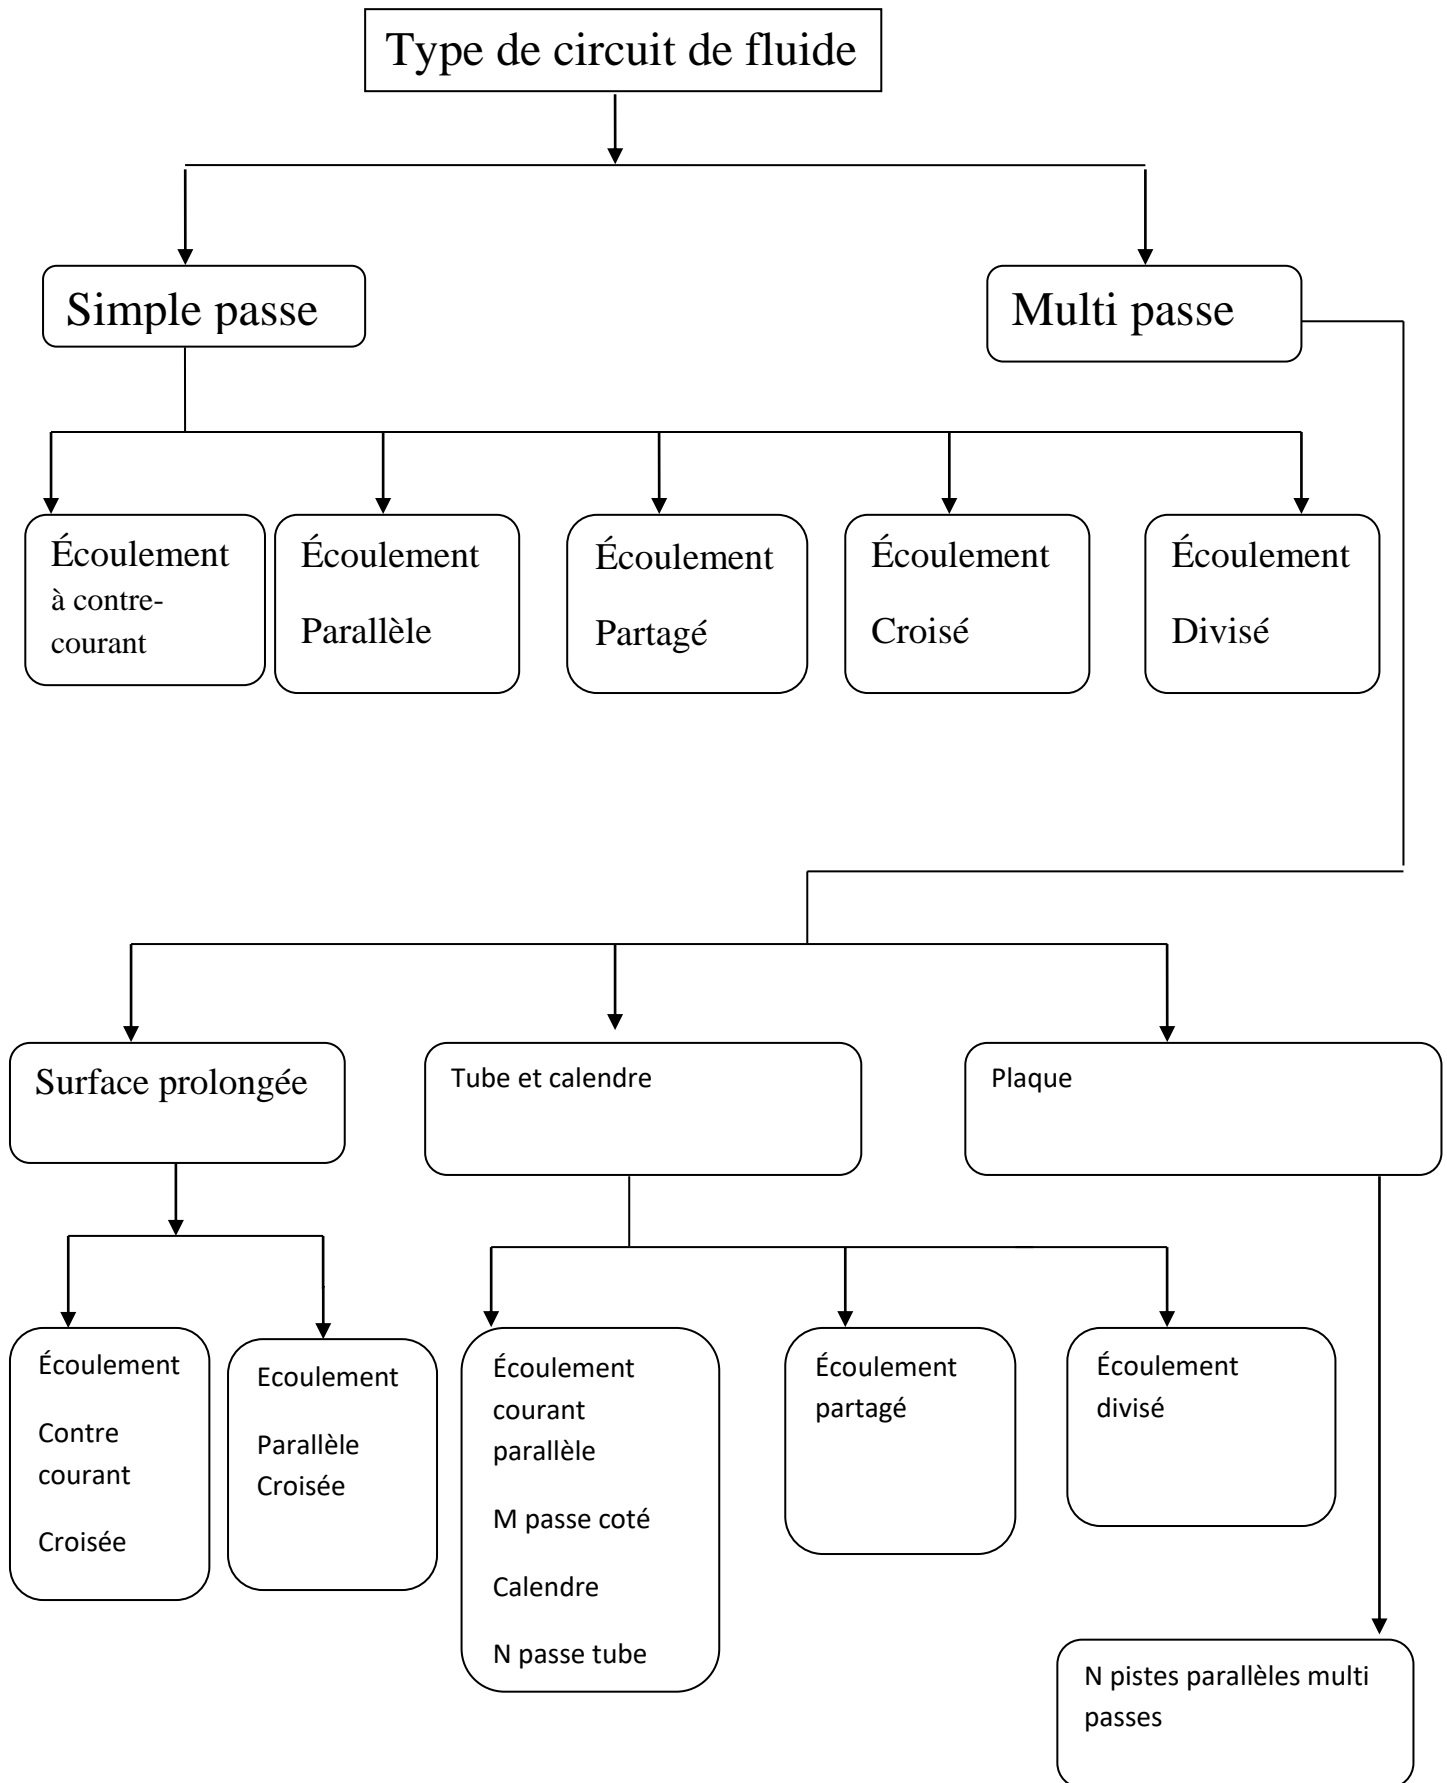 Type de circuit de fluide
Simple passe
Multi passe
Écoulement
à contre-
courant
Écoulement
Parallèle
Écoulement
Partagé
Écoulement
Croisé
Écoulement
Divisé
Surface prolongée
Tube et calendre
Plaque
Écoulement
Contre
courant
Croisée
Ecoulement
Parallèle
Croisée
Écoulement
courant
parallèle
M passe coté
Calendre
N passe tube
Écoulement
partagé
Écoulement
divisé
N pistes parallèles multi
passes